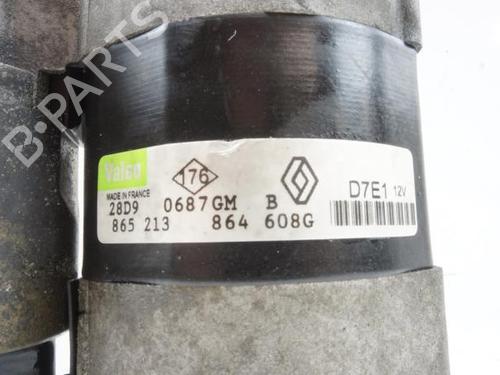 B-PARTS
Valeo
MADE IN FRANCE
176
D7E1 12V
28D9 0687GM B
865 213 864 608G